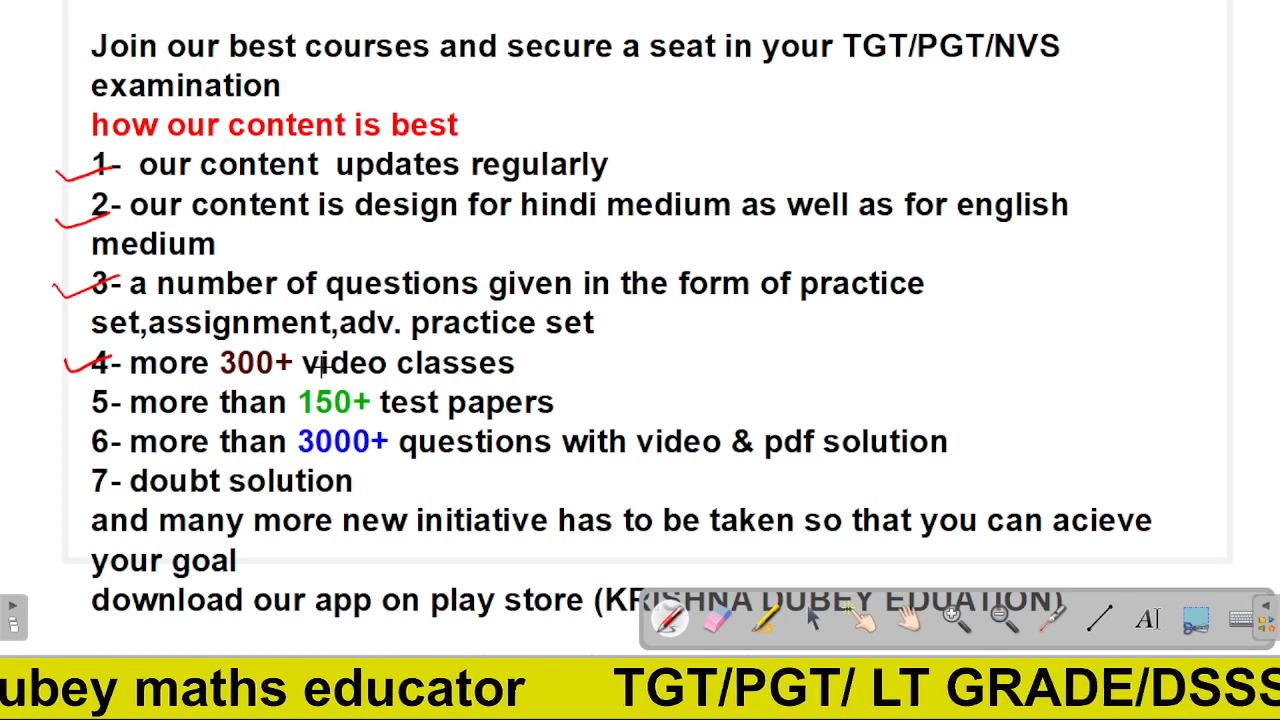 Join our best courses and secure a seat in your TGT/PGT/NVS
examination
how our content is best
1- our content updates regularly
2- our content is design for hindi medium as well as for english
medium
3- a number of questions given in the form of practice
set,assignment,adv. practice set
4- more 300+ video classes
5- more than 150+ test papers
6- more than 3000+ questions with video & pdf solution
7- doubt solution
and many more new initiative has to be taken so that you can acieve
your goal
download our app on play store (KRISHNA DUBEY EDUATION)
ubey maths educator TGT/PGT/ LT GRADE/DSSS